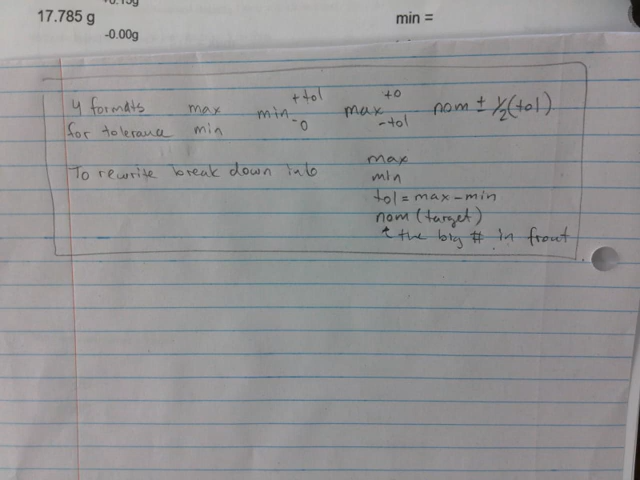 17.785 g
-0.00g
min =
4 formats max min +tol -0 max +0 -tol nom ± ½(tol)
for tolerance min
To rewrite break down into max
min
tol = max - min
nom (target)
↑ the big # in front